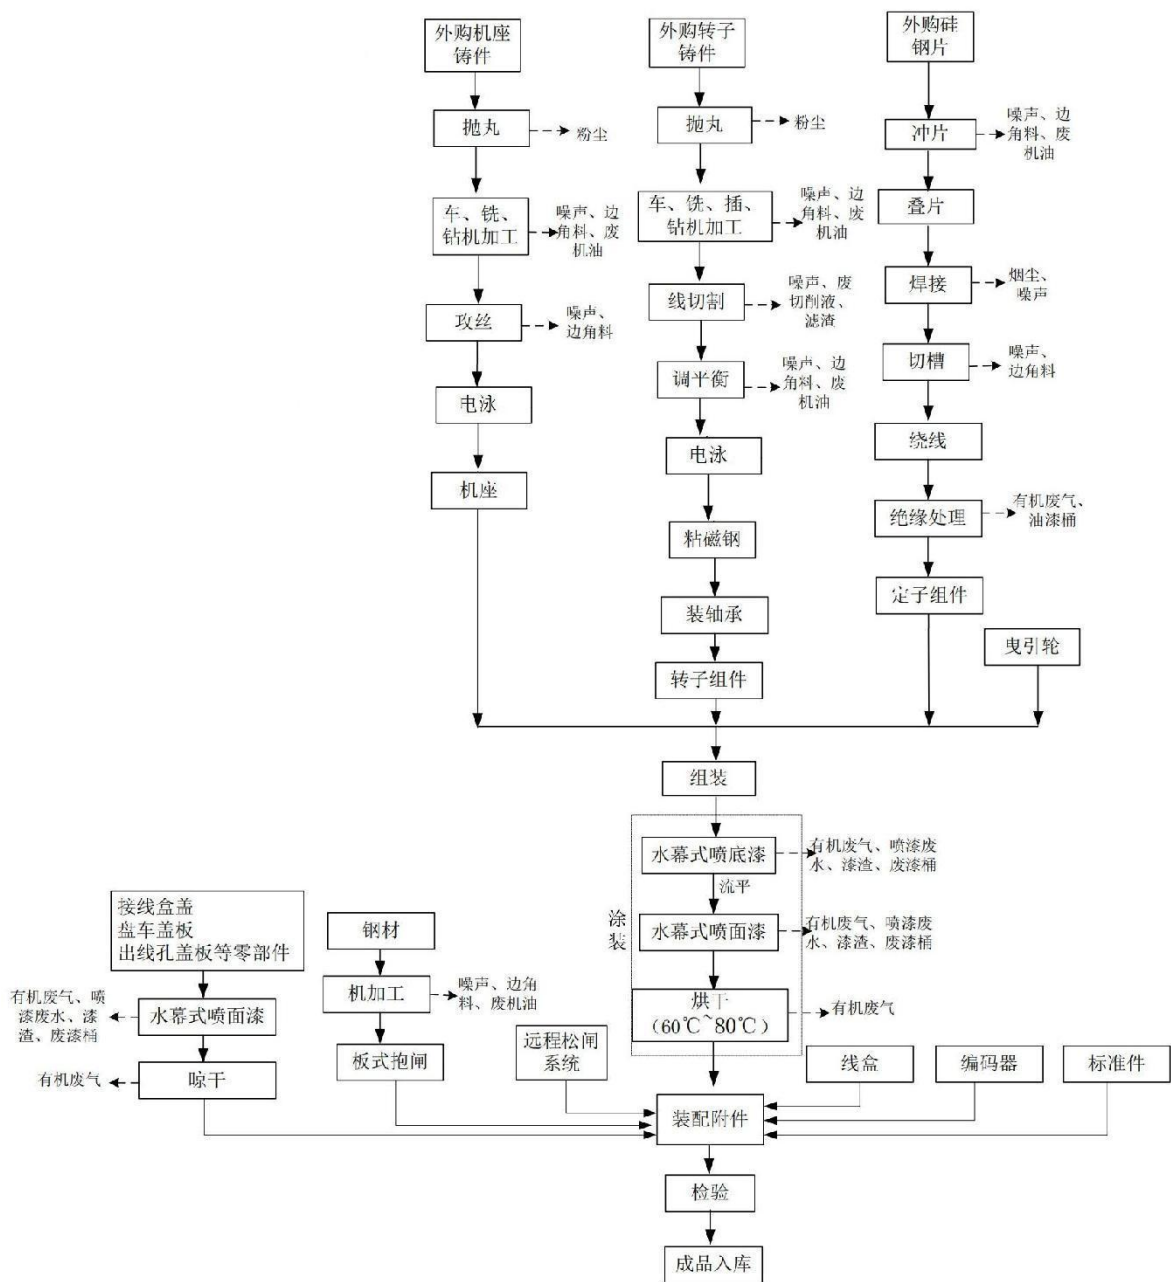 外购机座
铸件
外购转子
铸件
外购硅
钢片
抛丸
粉尘
抛丸
粉尘
冲片
噪声、边
角料、废
机油
车、铣、
钻机加工
噪声、边
角料、废
机油
车、铣、插、
钻机加工
噪声、边
角料、废
机油
叠片
攻丝
噪声、
边角料
线切割
噪声、废
切削液、
滤渣
焊接
烟尘、
噪声
电泳
调平衡
噪声、边
角料、废
机油
切槽
噪声、
边角料
机座
电泳
绕线
粘磁钢
绝缘处理
有机废气、
油漆桶
装轴承
定子组件
转子组件
曳引轮
组装
涂
装
水幕式喷底漆
有机废气、喷漆废
水、漆渣、废漆桶
流平
水幕式喷面漆
有机废气、喷漆废
水、漆渣、废漆桶
烘干
（60℃~80℃）
有机废气
接线盒盖
盘车盖板
出线孔盖板等零部件
有机废气、喷
漆废水、漆
渣、废漆桶
水幕式喷面漆
有机废气
晾干
钢材
机加工
噪声、边角
料、废机油
板式抱闸
远程松闸
系统
线盒
编码器
标准件
装配附件
检验
成品入库